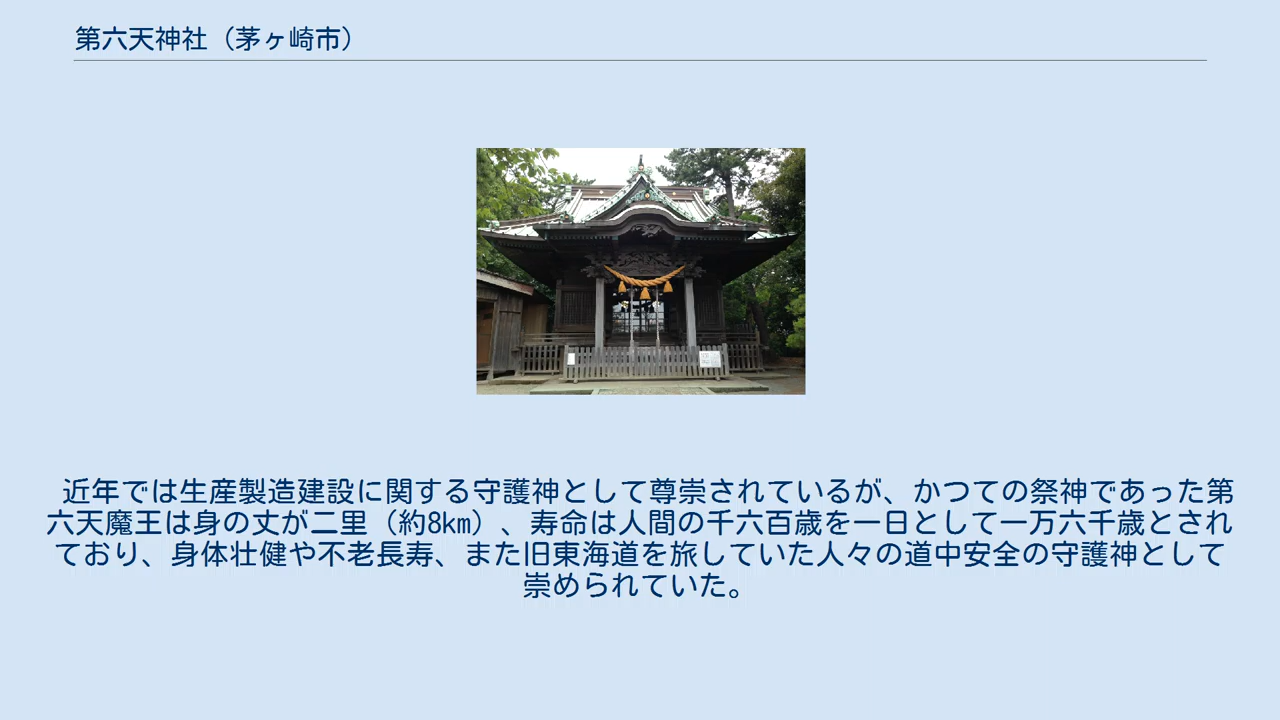 第六天神社（茅ヶ崎市）
近年では生産製造建設に関する守護神として尊崇されているが、かつての祭神であった第
六天魔王は身の丈が二里（約8km）、寿命は人間の千六百歳を一日として一万六千歳とされ
ており、身体壮健や不老長寿、また旧東海道を旅していた人々の道中安全の守護神として
崇められていた。